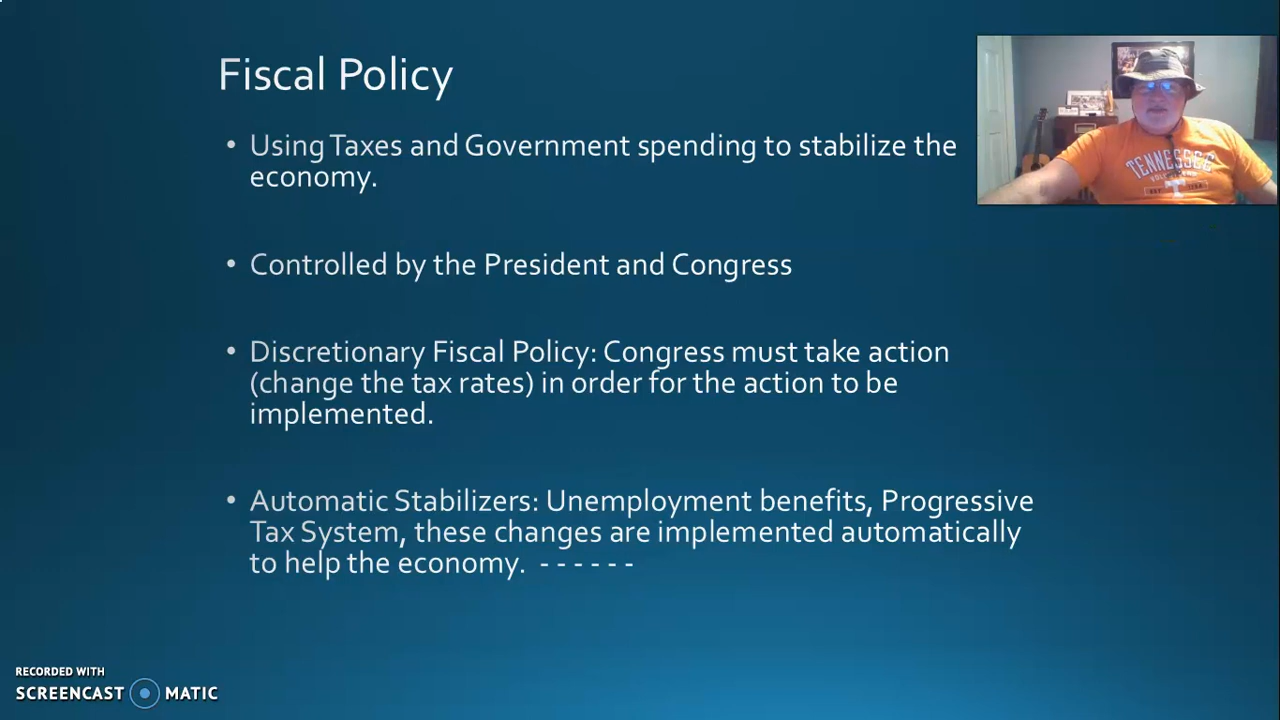 Fiscal Policy
• Using Taxes and Government spending to stabilize the
economy.
• Controlled by the President and Congress
• Discretionary Fiscal Policy: Congress must take action
(change the tax rates) in order for the action to be
implemented.
• Automatic Stabilizers: Unemployment benefits, Progressive
Tax System, these changes are implemented automatically
to help the economy. - - - - - -
TENNESSEE
RECORDED WITH
SCREENCAST MATIC